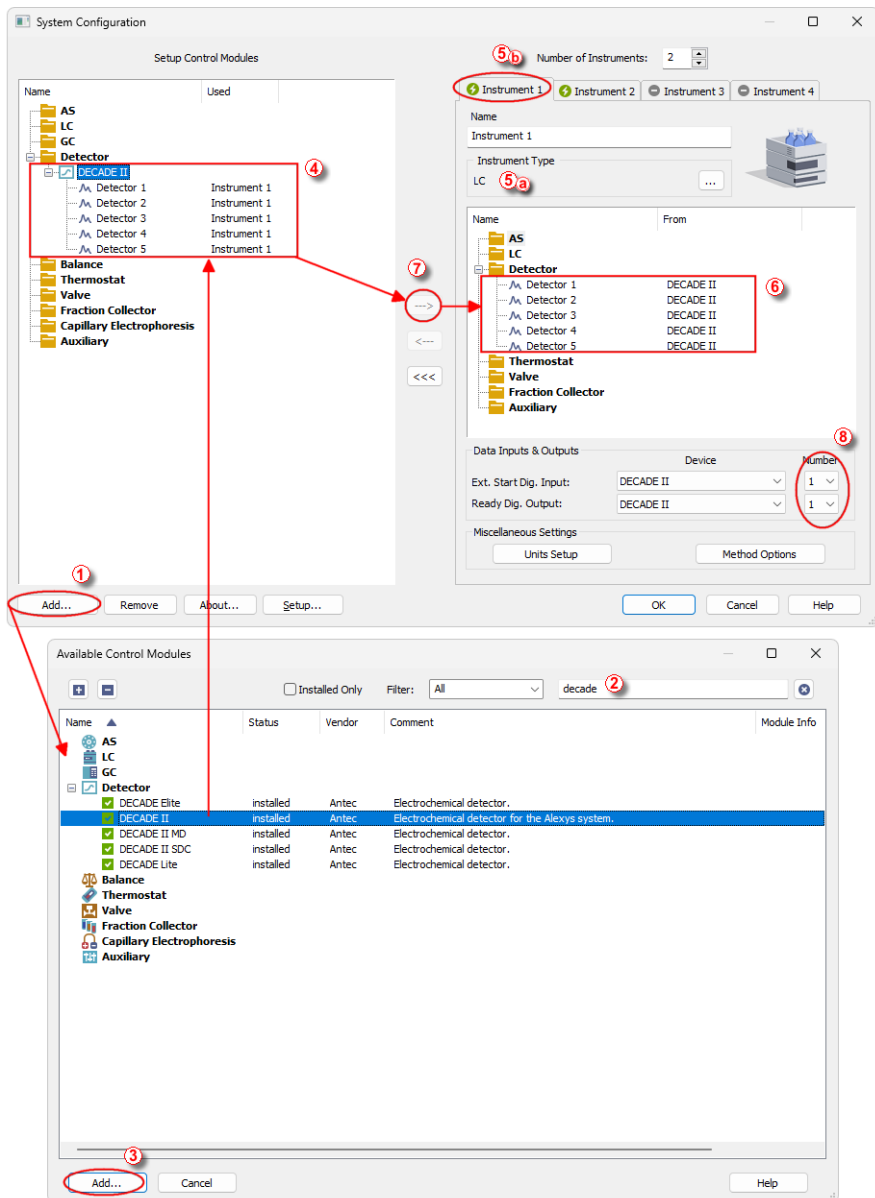 System Configuration
Setup Control Modules
5 b Number of Instruments: 2
Name Used
AS
LC
GC
Detector
DECADE II
Detector 1 Instrument 1
Detector 2 Instrument 1
Detector 3 Instrument 1
Detector 4 Instrument 1
Detector 5 Instrument 1
Balance
Thermostat
Valve
Fraction Collector
Capillary Electrophoresis
Auxiliary
4
7
--->
<---
<<<
Instrument 1 Instrument 2 Instrument 3 Instrument 4
Name
Instrument 1
Instrument Type
LC 5 a ...
Name From
AS
LC
Detector
Detector 1 DECADE II
Detector 2 DECADE II
Detector 3 DECADE II
Detector 4 DECADE II
Detector 5 DECADE II
6
Thermostat
Valve
Fraction Collector
Auxiliary
8
Data Inputs & Outputs
Device Number
Ext. Start Dig. Input: DECADE II 1
Ready Dig. Output: DECADE II 1
Miscellaneous Settings
Units Setup Method Options
1
Add... Remove About... Setup... OK Cancel Help
Available Control Modules
Installed Only Filter: All decade 2
Name Status Vendor Comment Module Info
AS
LC
GC
Detector
DECADE Elite installed Antec Electrochemical detector.
DECADE II installed Antec Electrochemical detector for the Alexys system.
DECADE II MD installed Antec Electrochemical detector.
DECADE II SDC installed Antec Electrochemical detector.
DECADE Lite installed Antec Electrochemical detector.
Balance
Thermostat
Valve
Fraction Collector
Capillary Electrophoresis
Auxiliary
3
Add... Cancel Help